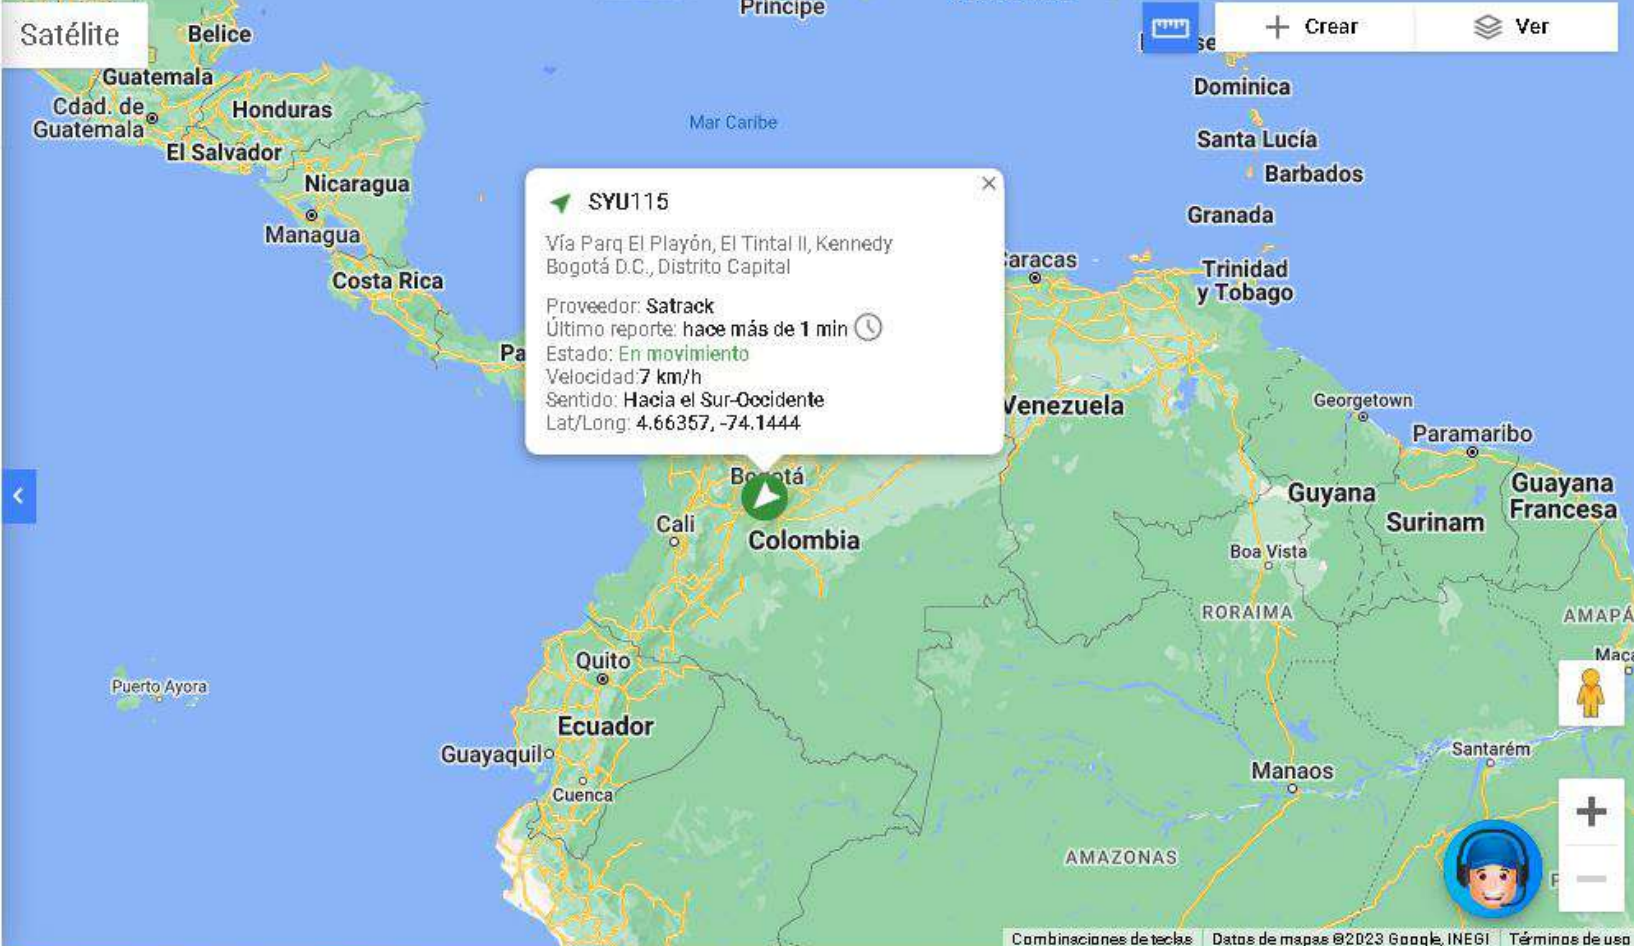 Principe
Satélite
Belice
Crear
Ver
Guatemala
Dominica
Cdad. de
Guatemala
Honduras
Mar Caribe
Santa Lucía
El Salvador
Barbados
Nicaragua
SYU115
Granada
Managua
Vía Parq El Playón, El Tintal II, Kennedy
Bogotá D.C., Distrito Capital
Caracas
Trinidad
y Tobago
Costa Rica
Proveedor: Satrack
Último reporte: hace más de 1 min
Pa
Estado: En movimiento
Velocidad:7 km/h
Sentido: Hacia el Sur-Occidente
Lat/Long: 4.66357, -74.1444
Venezuela
Georgetown
Paramaribo
Bogotá
Guyana
Guayana
Francesa
Surinam
Cali
Colombia
Boa Vista
RORAIMA
AMAPÁ
Quito
Maca
Puerto Ayora
Ecuador
Guayaquil
Santarém
Manaos
Cuenca
AMAZONAS
Combinaciones de teclas
Datos de mapas ©2023 Google, INEGI
Términos de uso